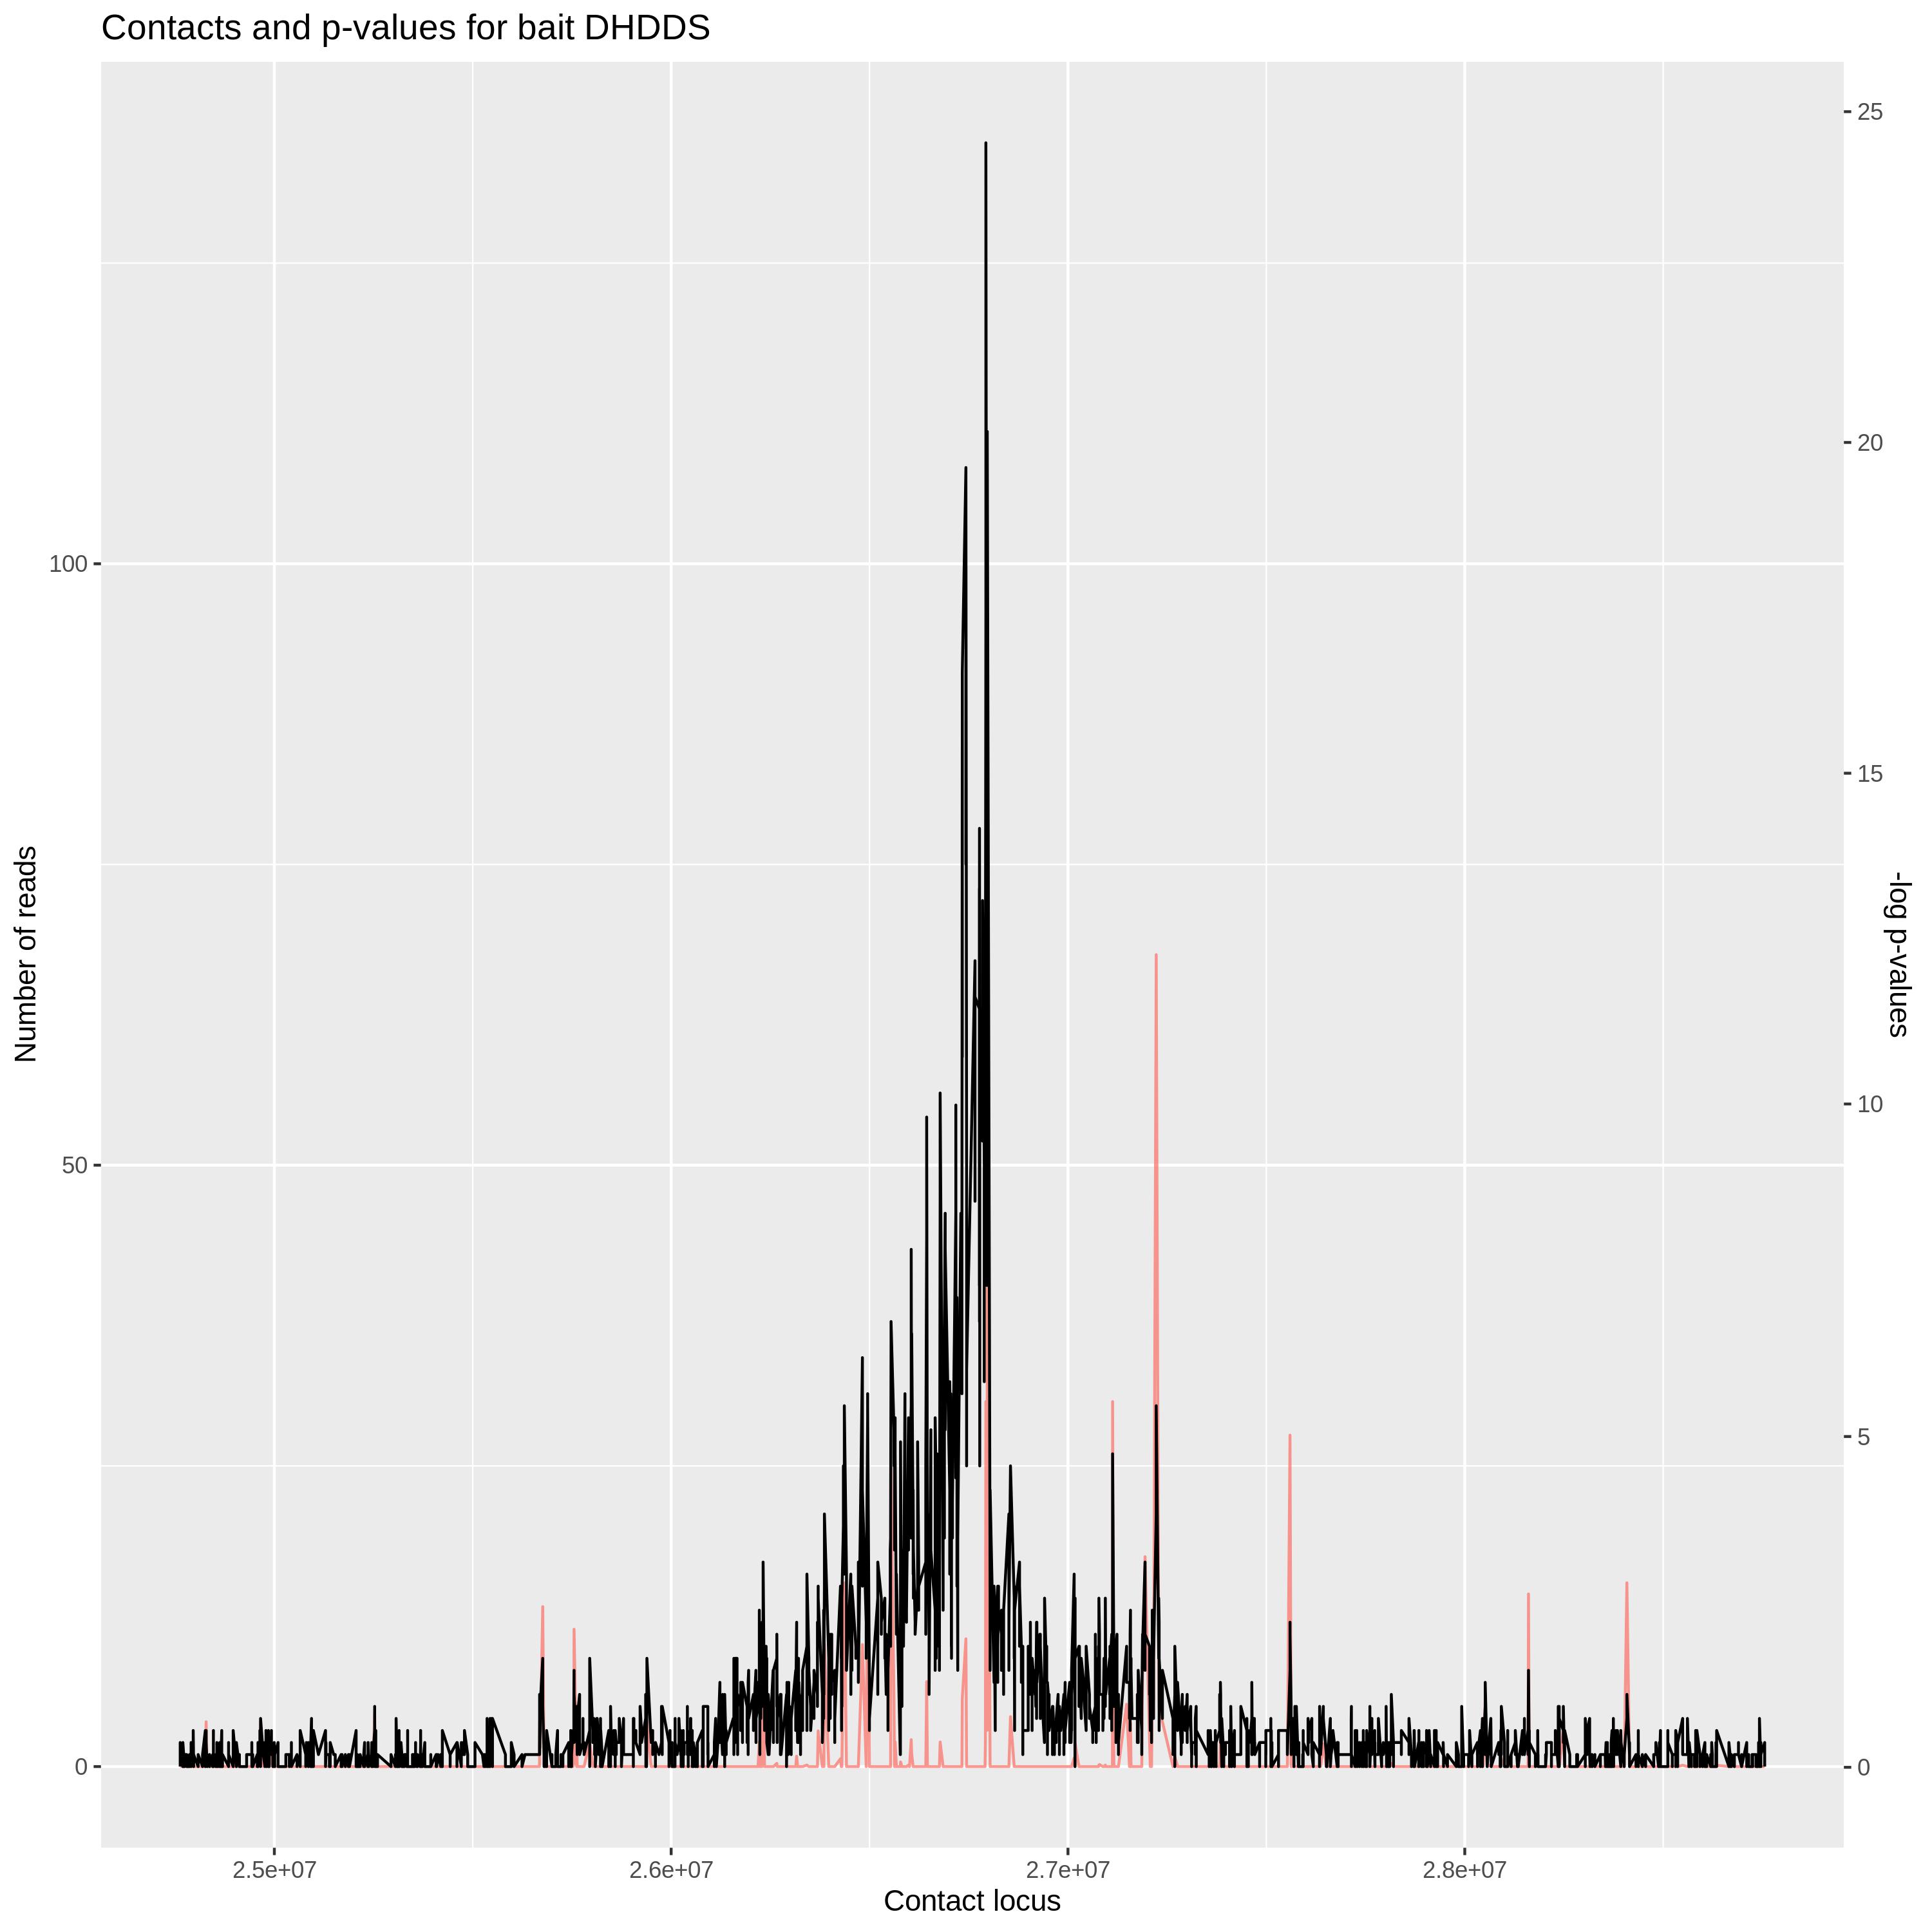 Contacts and p-values for bait DHDDS
Number of reads
100
50
0
25
20
15
10
5
0
-log p-values
2.5e+07
2.6e+07
2.7e+07
2.8e+07
Contact locus